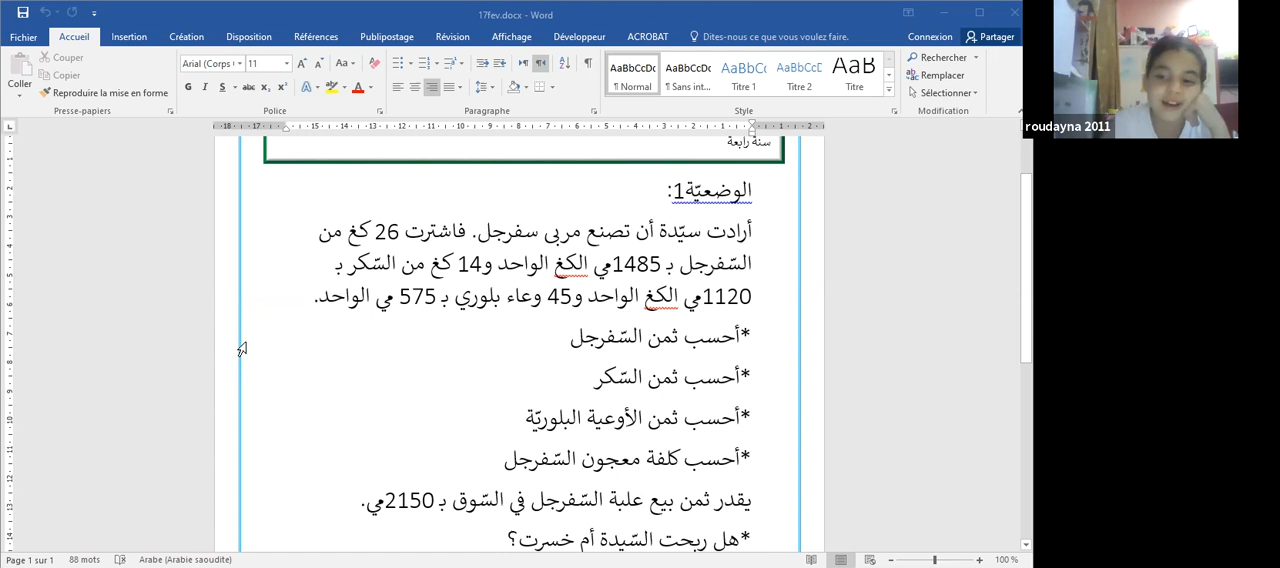 17fev.docx - Word
Fichier Accueil Insertion Création Disposition Références Publipostage Révision Affichage Développeur ACROBAT Dites-nous ce que vous voulez faire. Connexion Partager
Coller
Couper
Copier
Reproduire la mise en forme
Presse-papiers
Arial (Corps 11
Police
Paragraphe
AaBbCcDc AaBbCcDc AaBbCc AaBbCcC AaB
¶ Normal ¶ Sans int... Titre 1 Titre 2 Titre
Style
Rechercher
Remplacer
Sélectionner
Modification
roudayna 2011
سنة رابعة
الوضعيّة1:
أرادت سيّدة أن تصنع مربى سفرجل. فاشترت 26 كغ من
السّفرجل بـ 1485مي الكغ الواحد و14 كغ من السّكر بـ
1120مي الكغ الواحد و45 وعاء بلوري بـ 575 مي الواحد.
*أحسب ثمن السّفرجل
*أحسب ثمن السّكر
*أحسب ثمن الأوعية البلوريّة
*أحسب كلفة معجون السّفرجل
يقدر ثمن بيع علبة السّفرجل في السّوق بـ 2150مي.
*هل ربحت السّيدة أم خسرت؟
Page 1 sur 1 88 mots Arabe (Arabie saoudite) 100 %